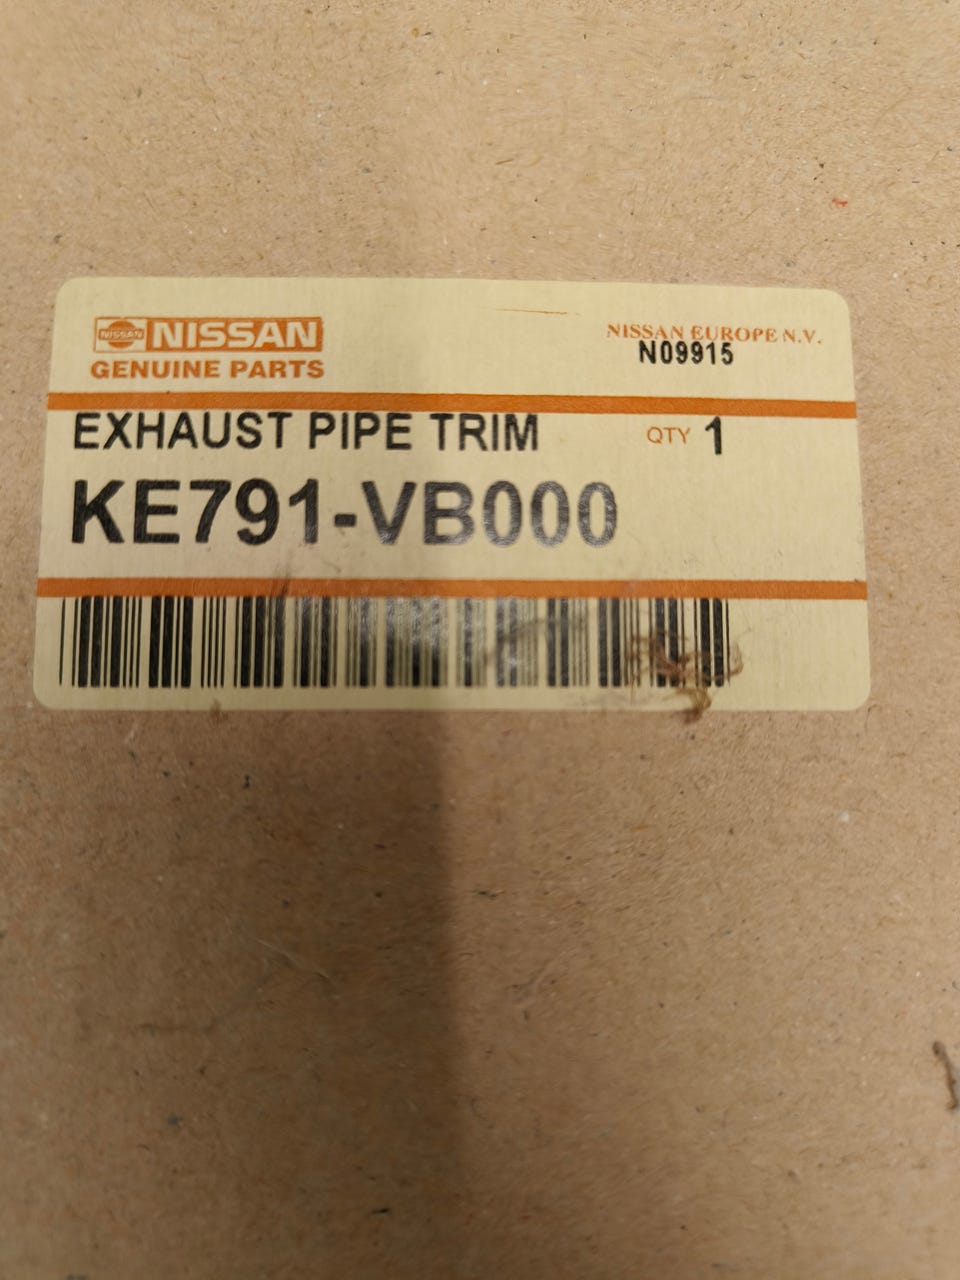 NISSAN NISSAN
GENUINE PARTS
NISSAN EUROPE N.V.
N09915
EXHAUST PIPE TRIM QTY 1
KE791-VB000